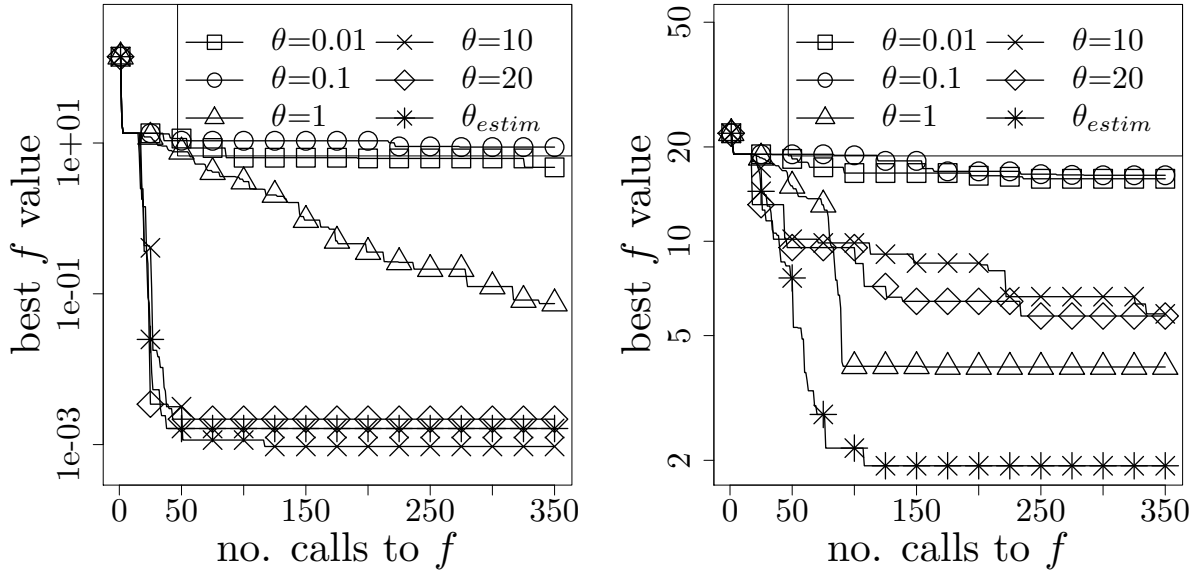 θ=0.01 θ=10
θ=0.1 θ=20
θ=1 θestim
1e+01
1e-01
1e-03
best f value
0 50 150 250 350
no. calls to f
θ=0.01 θ=10
θ=0.1 θ=20
θ=1 θestim
50
20
10
5
2
best f value
0 50 150 250 350
no. calls to f